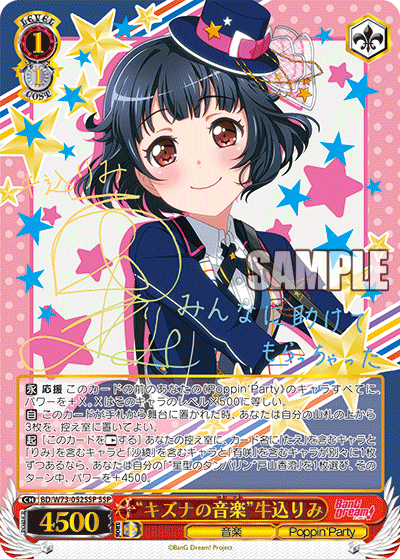 LEVEL
1
1
COST
牛込りみ
SAMPLE
みんなに助けて
もらっちゃった
永 応援 このカードの前のあなたの《Poppin'Party》のキャラすべてに、
パワーを+X。Xはそのキャラのレベル×500に等しい。
自 このカードが手札から舞台に置かれた時、あなたは自分の山札の上から
3枚を、控え室に置いてよい。
起 [このカードを する] あなたの控え室に、カード名に「たえ」を含むキャラと
「りみ」を含むキャラと「沙綾」を含むキャラと「有咲」を含むキャラが別々に1枚
ずつあるなら、あなたは自分の“星型のタンバリン”戸山香澄」を1枚選び、そのターン中、パワーを+4500。
CH BD/W73-052SSP SSP
4500
SOUL
“キズナの音楽”牛込りみ
BanG Dream!
音楽
Poppin'Party
©BanG Dream! Project